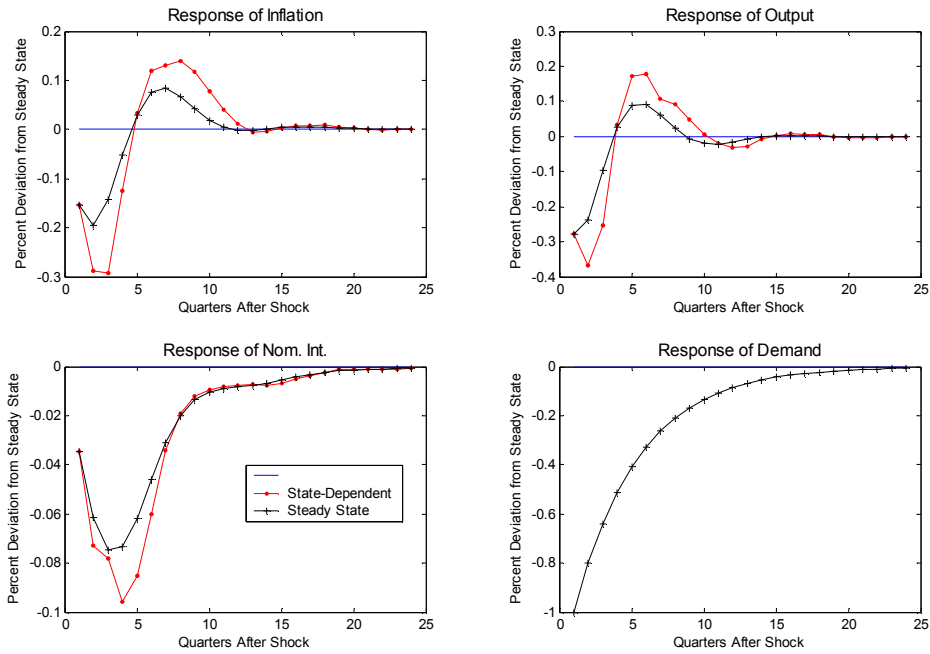 Response of Inflation
Percent Deviation from Steady State
0.2
0.1
0
-0.1
-0.2
-0.3
0 5 10 15 20 25
Quarters After Shock
Response of Output
Percent Deviation from Steady State
0.3
0.2
0.1
0
-0.1
-0.2
-0.3
-0.4
0 5 10 15 20 25
Quarters After Shock
Response of Nom. Int.
Percent Deviation from Steady State
0
-0.02
-0.04
-0.06
-0.08
-0.1
0 5 10 15 20 25
Quarters After Shock
State-Dependent
Steady State
Response of Demand
Percent Deviation from Steady State
0
-0.2
-0.4
-0.6
-0.8
-1
0 5 10 15 20 25
Quarters After Shock